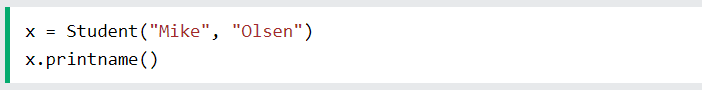 x = Student("Mike", "Olsen")
x.printname()